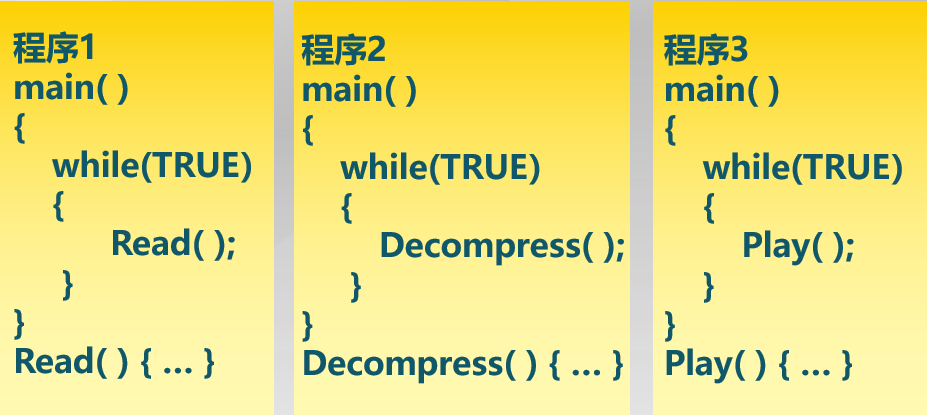 程序1
main( )
{
while(TRUE)
{
Read( );
}
}
Read( ) { ... }
程序2
main( )
{
while(TRUE)
{
Decompress( );
}
}
Decompress( ) { ... }
程序3
main( )
{
while(TRUE)
{
Play( );
}
}
Play( ) { ... }